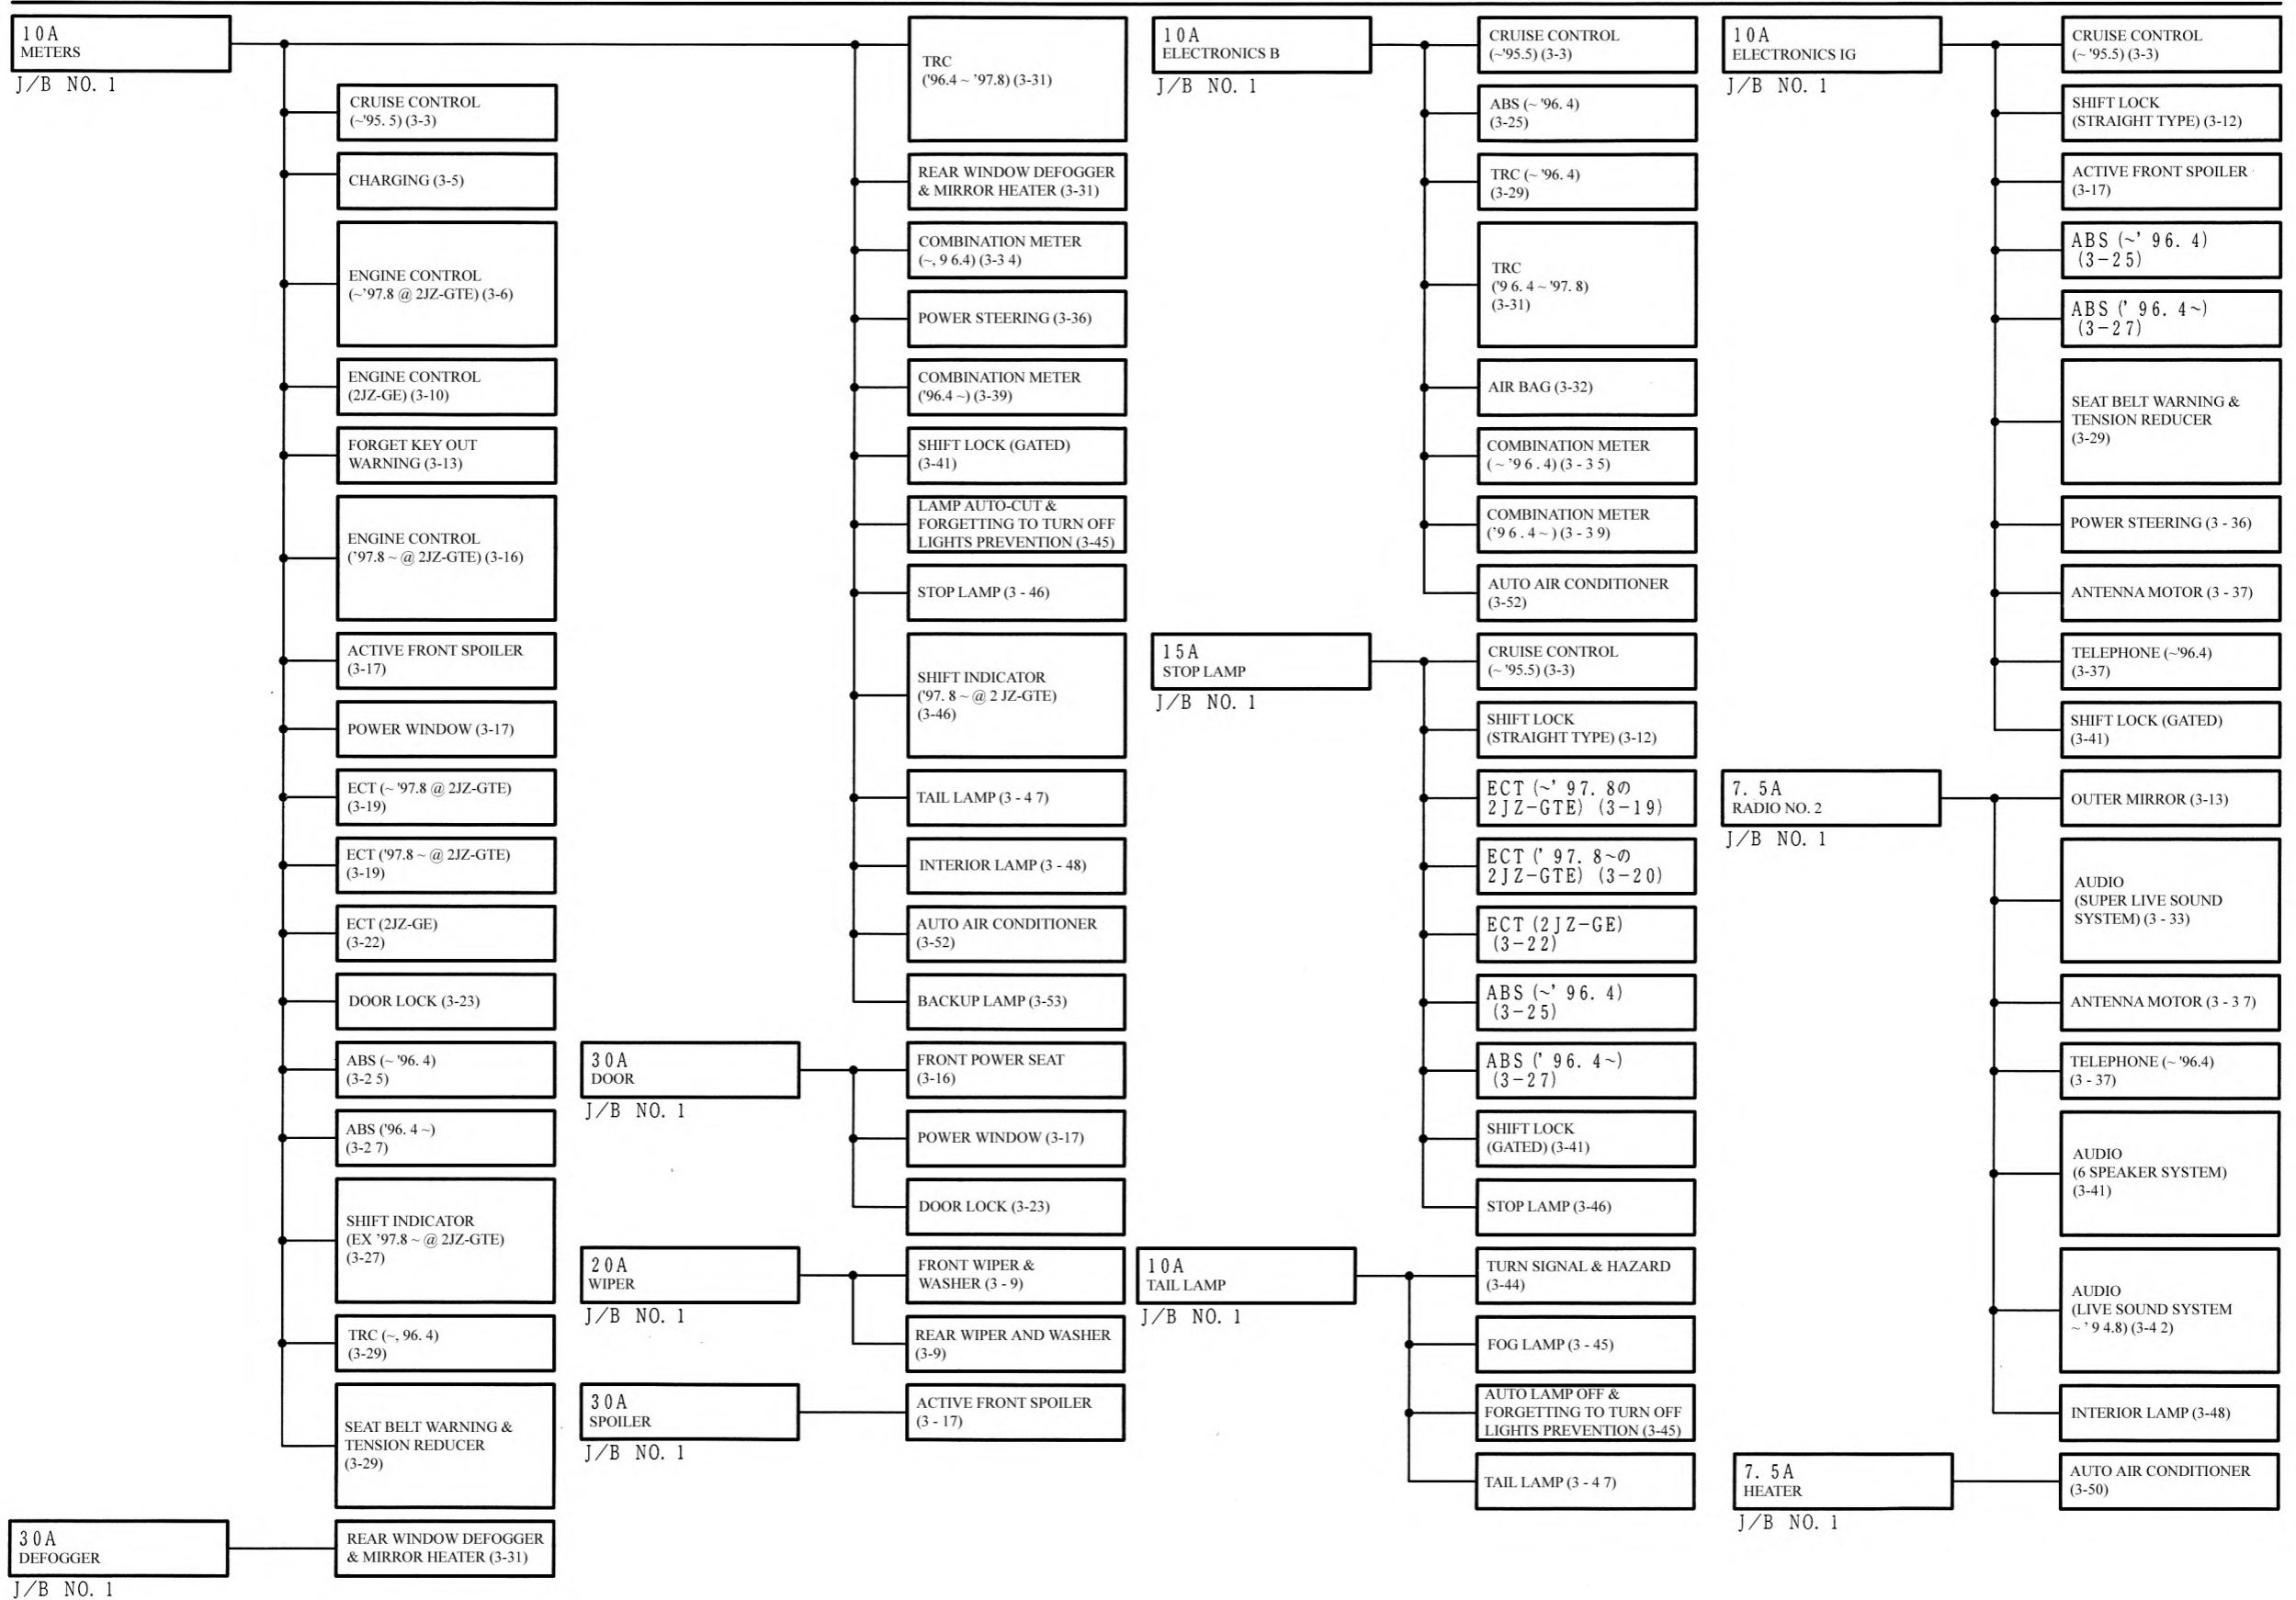 10A
METERS
J/B NO. 1
CRUISE CONTROL
(~'95. 5) (3-3)
CHARGING (3-5)
ENGINE CONTROL
(~'97.8 @ 2JZ-GTE) (3-6)
ENGINE CONTROL
(2JZ-GE) (3-10)
FORGET KEY OUT
WARNING (3-13)
ENGINE CONTROL
('97.8 ~ @ 2JZ-GTE) (3-16)
ACTIVE FRONT SPOILER
(3-17)
POWER WINDOW (3-17)
ECT (~ '97.8 @ 2JZ-GTE)
(3-19)
ECT ('97.8 ~ @ 2JZ-GTE)
(3-19)
ECT (2JZ-GE)
(3-22)
DOOR LOCK (3-23)
ABS (~ '96. 4)
(3-2 5)
ABS ('96. 4 ~)
(3-2 7)
SHIFT INDICATOR
(EX '97.8 ~ @ 2JZ-GTE)
(3-27)
TRC (~, 96. 4)
(3-29)
SEAT BELT WARNING &
TENSION REDUCER
(3-29)
30A
DEFOGGER
J/B NO. 1
REAR WINDOW DEFOGGER
& MIRROR HEATER (3-31)
TRC
('96.4 ~ '97.8) (3-31)
REAR WINDOW DEFOGGER
& MIRROR HEATER (3-31)
COMBINATION METER
(~, 9 6.4) (3-3 4)
POWER STEERING (3-36)
COMBINATION METER
('96.4 ~) (3-39)
SHIFT LOCK (GATED)
(3-41)
LAMP AUTO-CUT &
FORGETTING TO TURN OFF
LIGHTS PREVENTION (3-45)
STOP LAMP (3 - 46)
SHIFT INDICATOR
('97. 8 ~ @ 2 JZ-GTE)
(3-46)
TAIL LAMP (3 - 4 7)
INTERIOR LAMP (3 - 48)
AUTO AIR CONDITIONER
(3-52)
BACKUP LAMP (3-53)
30A
DOOR
J/B NO. 1
FRONT POWER SEAT
(3-16)
POWER WINDOW (3-17)
DOOR LOCK (3-23)
20A
WIPER
J/B NO. 1
FRONT WIPER &
WASHER (3 - 9)
REAR WIPER AND WASHER
(3-9)
30A
SPOILER
J/B NO. 1
ACTIVE FRONT SPOILER
(3 - 17)
10A
ELECTRONICS B
J/B NO. 1
CRUISE CONTROL
(~'95.5) (3-3)
ABS (~ '96. 4)
(3-25)
TRC (~ '96. 4)
(3-29)
TRC
('9 6. 4 ~ '97. 8)
(3-31)
AIR BAG (3-32)
COMBINATION METER
( ~ '9 6 . 4) (3 - 3 5)
COMBINATION METER
('9 6 . 4 ~ ) (3 - 3 9)
AUTO AIR CONDITIONER
(3-52)
15A
STOP LAMP
J/B NO. 1
CRUISE CONTROL
(~ '95.5) (3-3)
SHIFT LOCK
(STRAIGHT TYPE) (3-12)
ECT (~' 97. 8の
2JZ-GTE) (3-19)
ECT (' 97. 8~の
2JZ-GTE) (3-20)
ECT (2JZ-GE)
(3-22)
ABS (~' 96. 4)
(3-25)
ABS (' 96. 4~)
(3-27)
SHIFT LOCK
(GATED) (3-41)
STOP LAMP (3-46)
10A
TAIL LAMP
J/B NO. 1
TURN SIGNAL & HAZARD
(3-44)
FOG LAMP (3 - 45)
AUTO LAMP OFF &
FORGETTING TO TURN OFF
LIGHTS PREVENTION (3-45)
TAIL LAMP (3 - 4 7)
10A
ELECTRONICS IG
J/B NO. 1
CRUISE CONTROL
(~ '95.5) (3-3)
SHIFT LOCK
(STRAIGHT TYPE) (3-12)
ACTIVE FRONT SPOILER
(3-17)
ABS (~' 96. 4)
(3-25)
ABS (' 96. 4~)
(3-27)
SEAT BELT WARNING &
TENSION REDUCER
(3-29)
POWER STEERING (3 - 36)
ANTENNA MOTOR (3 - 37)
TELEPHONE (~'96.4)
(3-37)
SHIFT LOCK (GATED)
(3-41)
7. 5A
RADIO NO. 2
J/B NO. 1
OUTER MIRROR (3-13)
AUDIO
(SUPER LIVE SOUND
SYSTEM) (3 - 33)
ANTENNA MOTOR (3 - 3 7)
TELEPHONE (~ '96.4)
(3 - 37)
AUDIO
(6 SPEAKER SYSTEM)
(3-41)
AUDIO
(LIVE SOUND SYSTEM
~ ' 9 4.8) (3-4 2)
INTERIOR LAMP (3-48)
7. 5A
HEATER
J/B NO. 1
AUTO AIR CONDITIONER
(3-50)